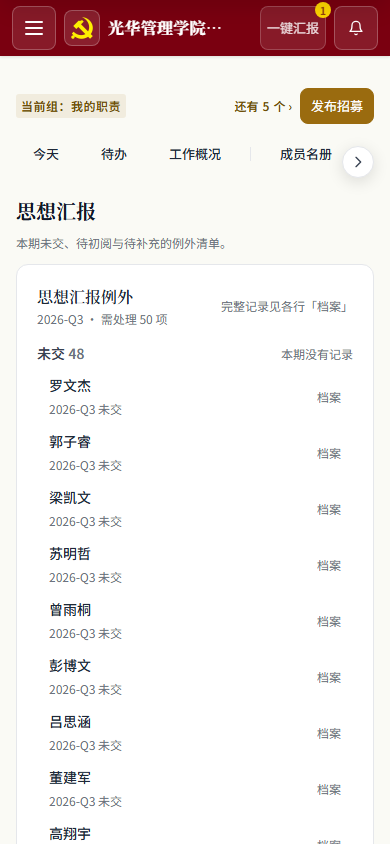 光华管理学院…
一键汇报
1
当前组：我的职责
还有 5 个 ›
发布招募
今天
待办
工作概况
成员名册
思想汇报
本期未交、待初阅与待补充的例外清单。
思想汇报例外
2026-Q3 • 需处理 50 项
完整记录见各行「档案」
未交 48
本期没有记录
罗文杰
2026-Q3 未交
档案
郭子睿
2026-Q3 未交
档案
梁凯文
2026-Q3 未交
档案
苏明哲
2026-Q3 未交
档案
曾雨桐
2026-Q3 未交
档案
彭博文
2026-Q3 未交
档案
吕思涵
2026-Q3 未交
档案
董建军
2026-Q3 未交
档案
高翔宇
档案